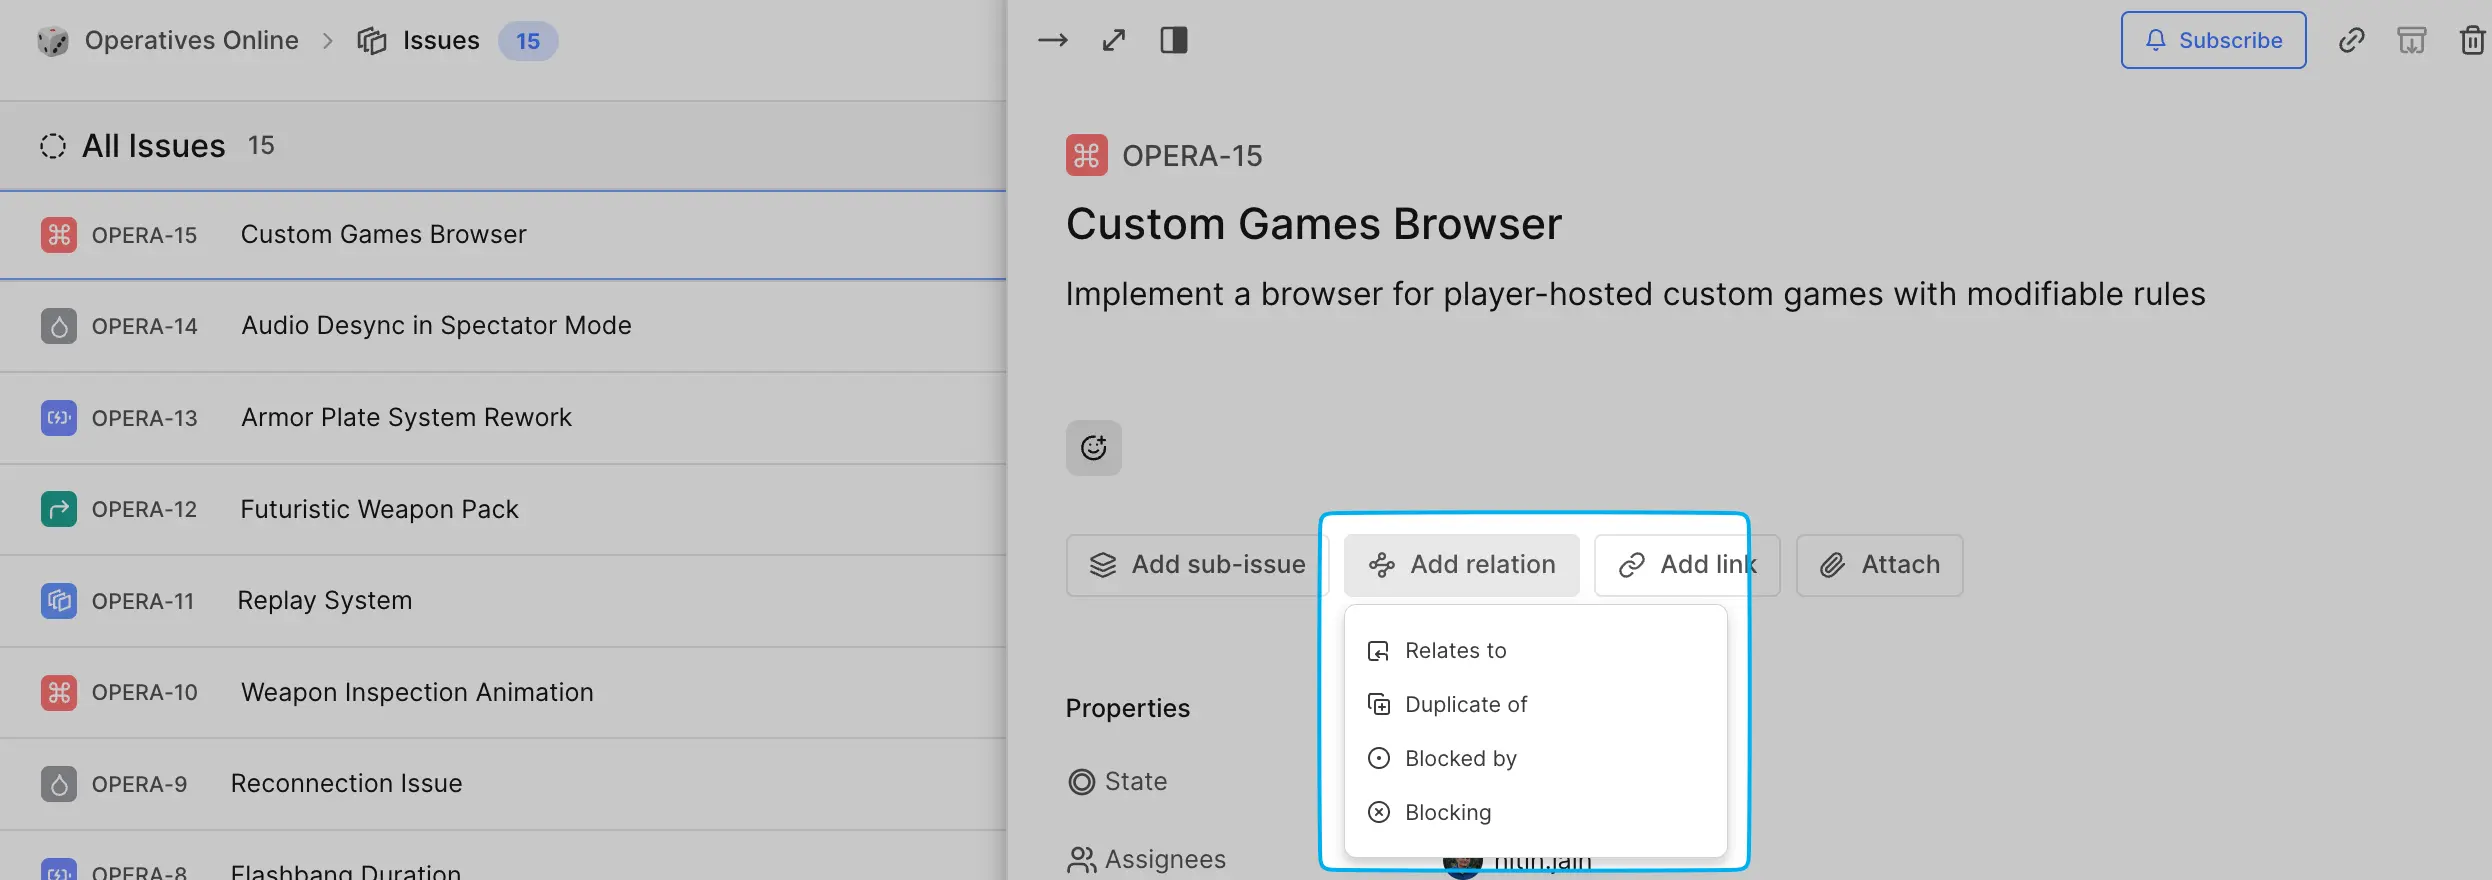 Operatives Online > Issues 15
Subscribe
All Issues 15
OPERA-15 Custom Games Browser
OPERA-14 Audio Desync in Spectator Mode
OPERA-13 Armor Plate System Rework
OPERA-12 Futuristic Weapon Pack
OPERA-11 Replay System
OPERA-10 Weapon Inspection Animation
OPERA-9 Reconnection Issue
OPERA-8 Flashbang Duration
OPERA-15
Custom Games Browser
Implement a browser for player-hosted custom games with modifiable rules
Add sub-issue Add relation Add link Attach
Relates to
Duplicate of
Blocked by
Blocking
Properties
State
Assignees nitin.jain